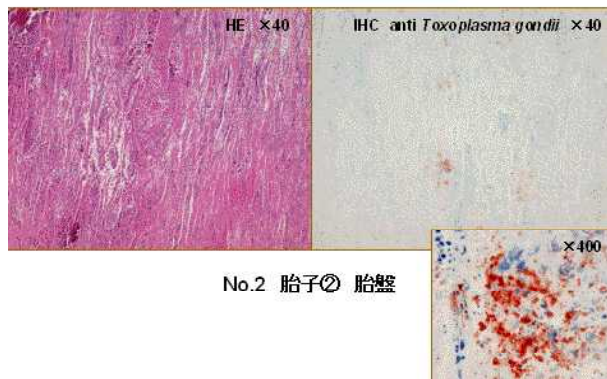 HE ×40
IHC anti Toxoplasma gondii ×40
×400
No.2 胎子② 胎盤